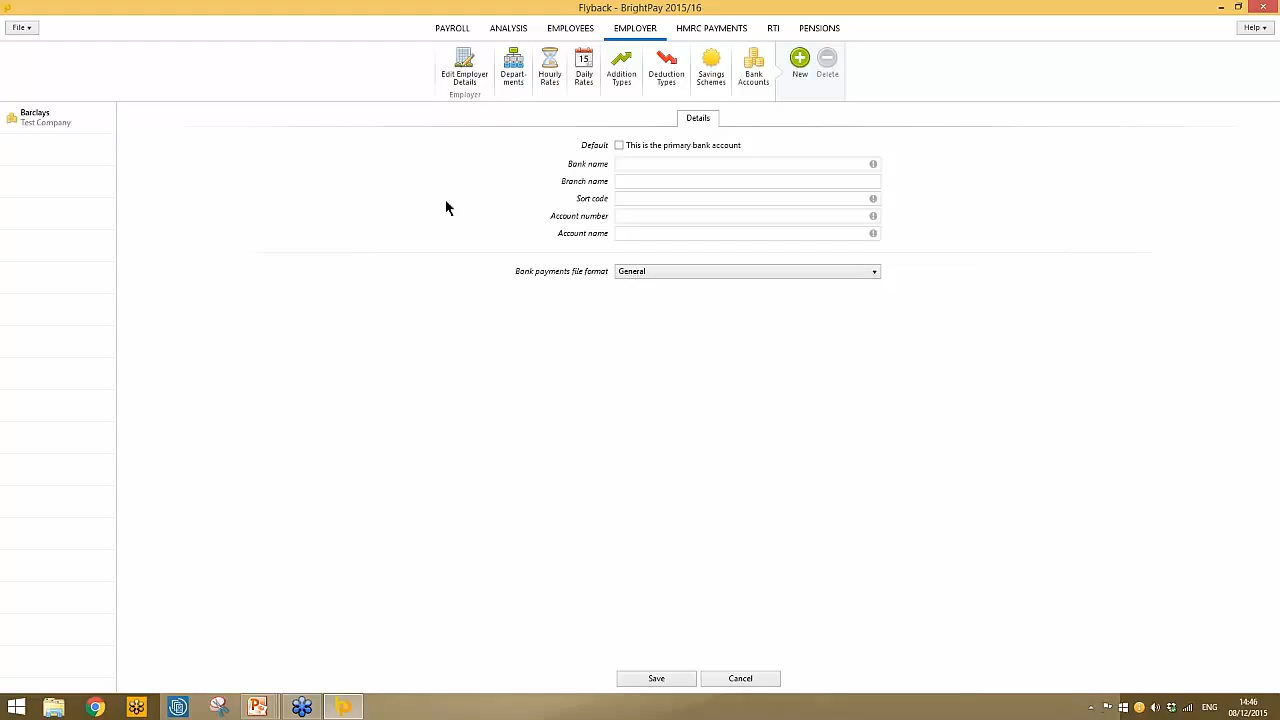 Flyback - BrightPay 2015/16
File
PAYROLL ANALYSIS EMPLOYEES EMPLOYER HMRC PAYMENTS RTI PENSIONS
Help
Edit Employer Details
Depart-ments
Hourly Rates
15
Daily Rates
Addition Types
Deduction Types
Savings Schemes
Bank Accounts
New
Delete
Employer
Barclays
Test Company
Details
Default This is the primary bank account
Bank name
Branch name
Sort code
Account number
Account name
Bank payments file format General
Save Cancel
ENG
14:46
08/12/2015